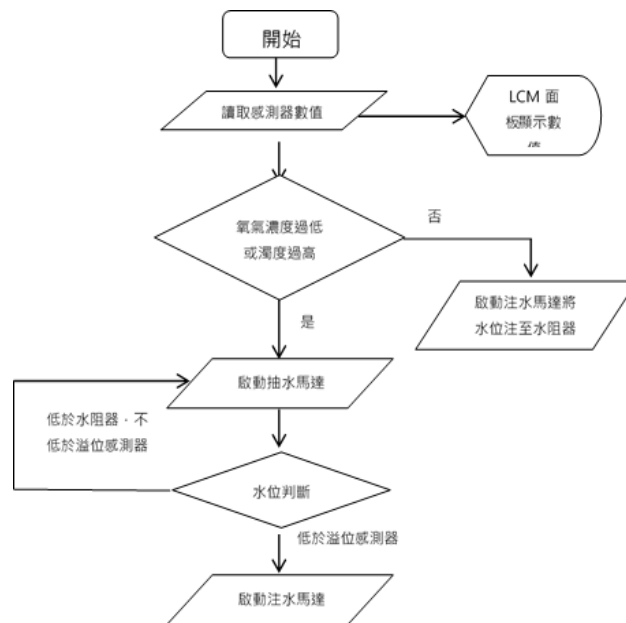 開始
讀取感測器數值
LCM 面
板顯示數
氧氣濃度過低
或濁度過高
否
啟動注水馬達將
水位注至水阻器
是
啟動抽水馬達
低於水阻器，不
低於溢位感測器
水位判斷
低於溢位感測器
啟動注水馬達